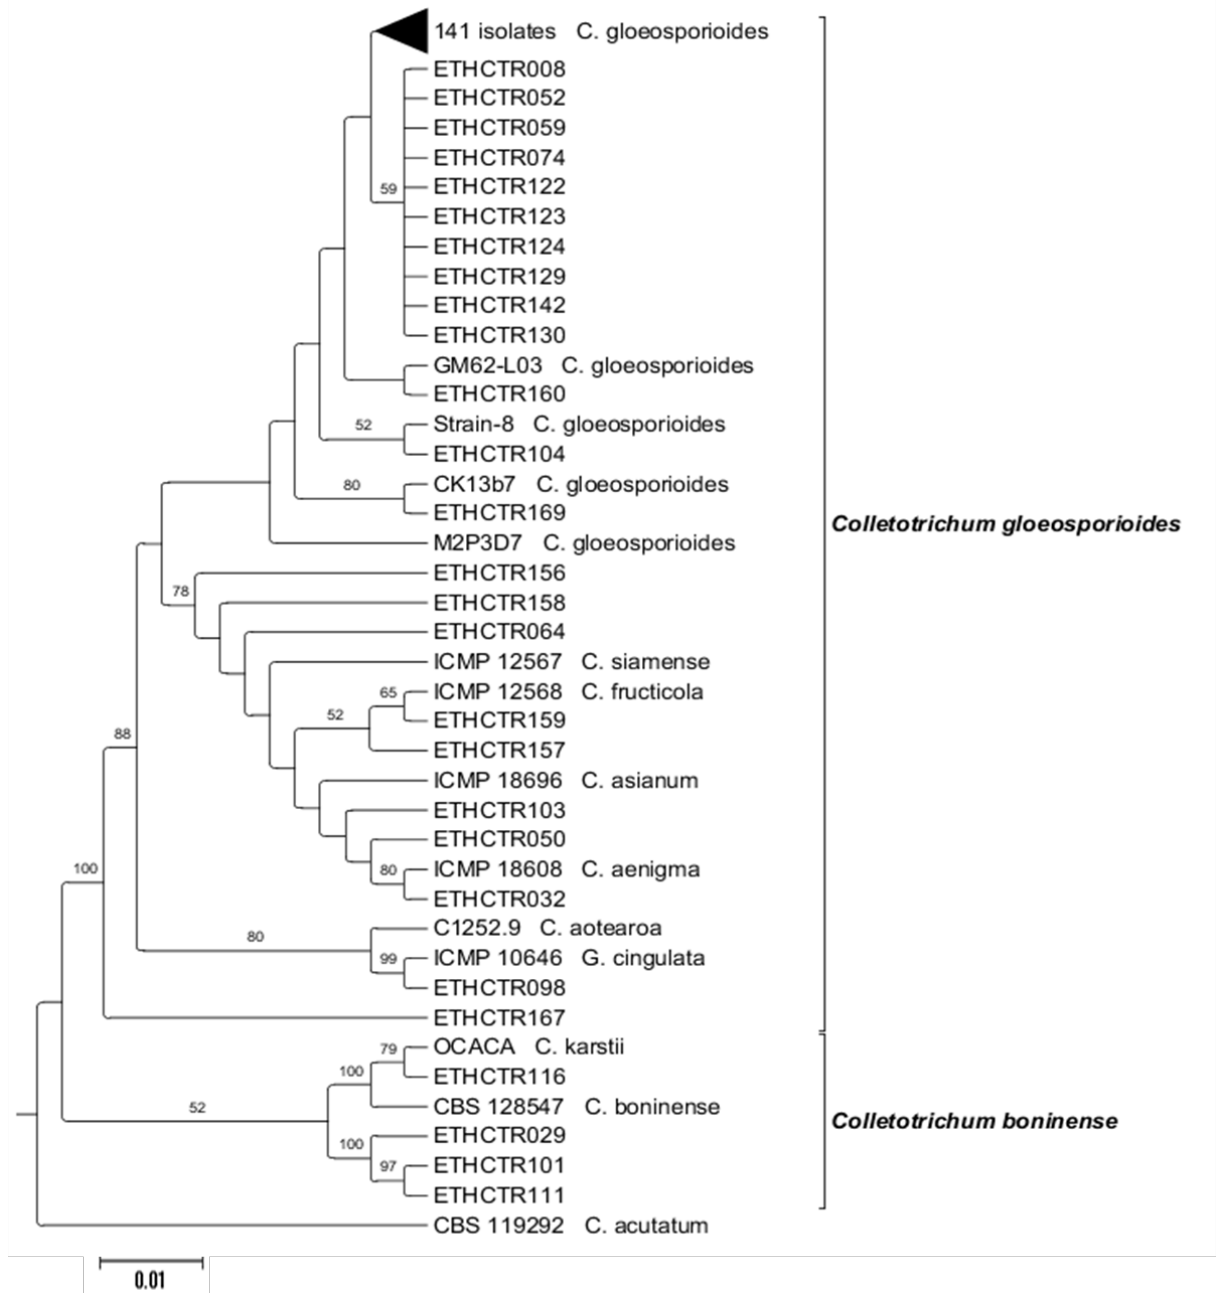 141 isolates C. gloeosporioides
ETHCTR008
ETHCTR052
ETHCTR059
ETHCTR074
59
ETHCTR122
ETHCTR123
ETHCTR124
ETHCTR129
ETHCTR142
ETHCTR130
GM62-L03 C. gloeosporioides
ETHCTR160
52
Strain-8 C. gloeosporioides
ETHCTR104
80
CK13b7 C. gloeosporioides
ETHCTR169
Colletotrichum gloeosporioides
M2P3D7 C. gloeosporioides
ETHCTR156
78
ETHCTR158
ETHCTR064
ICMP 12567 C. siamense
65
ICMP 12568 C. fructicola
52
ETHCTR159
88
ETHCTR157
ICMP 18696 C. asianum
ETHCTR103
ETHCTR050
100
80
ICMP 18608 C. aenigma
ETHCTR032
C1252.9 C. aotearoa
80
99
ICMP 10646 G. cingulata
ETHCTR098
ETHCTR167
79
OCACA C. karstii
100
ETHCTR116
52
CBS 128547 C. boninense
Colletotrichum boninense
ETHCTR029
100
97
ETHCTR101
ETHCTR111
CBS 119292 C. acutatum
0.01